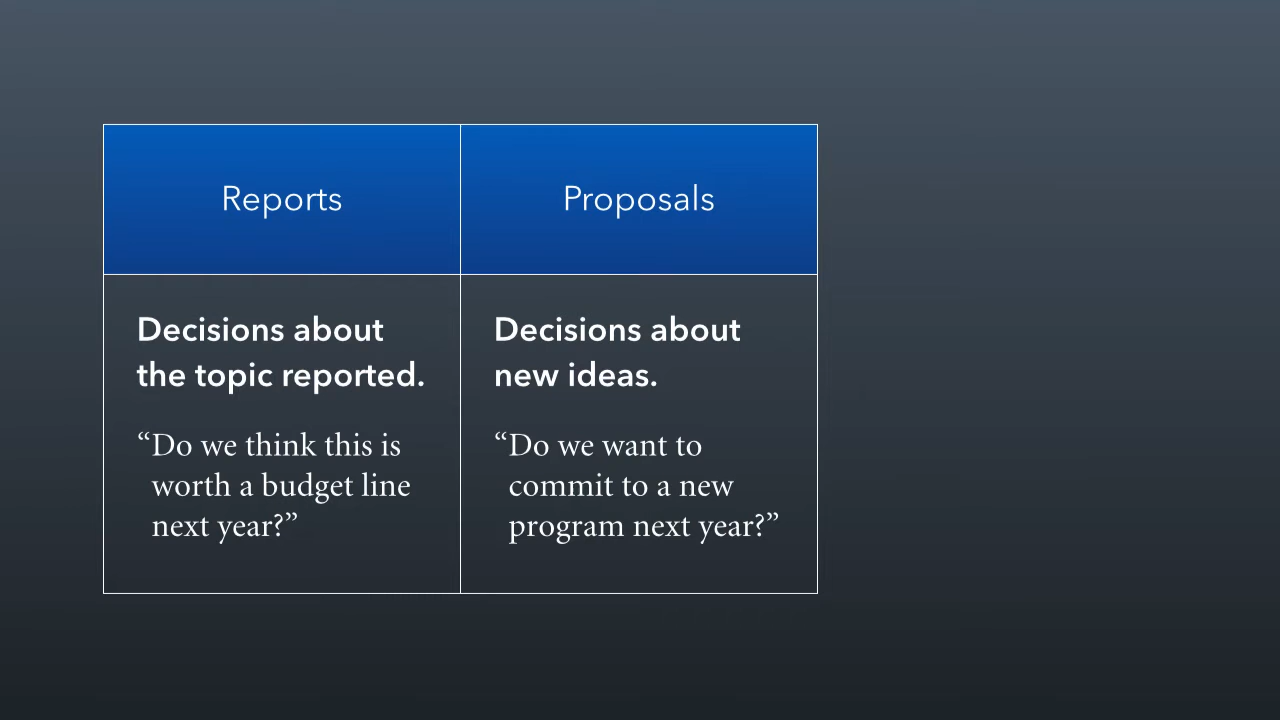 Reports
Proposals
Decisions about
the topic reported.
“Do we think this is
worth a budget line
next year?”
Decisions about
new ideas.
“Do we want to
commit to a new
program next year?”